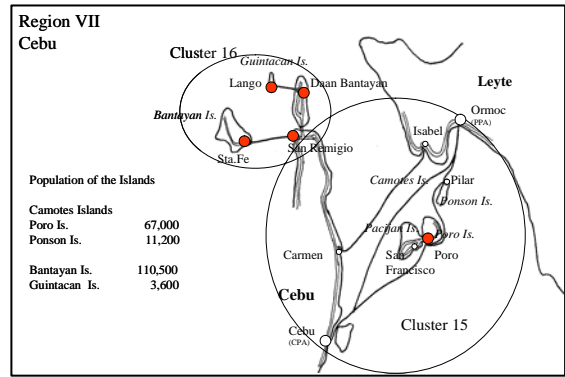 Region VII
Cebu
Cluster 16
Guintacan Is.
Lango
Daan Bantayan
Leyte
Bantayan Is.
Ormoc
(PPA)
Isabel
Sta.Fe
San Remigio
Population of the Islands
Camotes Is.
Pilar
Ponson Is.
Camotes Islands
Poro Is. 67,000
Ponson Is. 11,200
Pacijan Is.
Poro Is.
Bantayan Is. 110,500
Guintacan Is. 3,600
Carmen
San
Francisco
Poro
Cebu
Cebu
(CPA)
Cluster 15